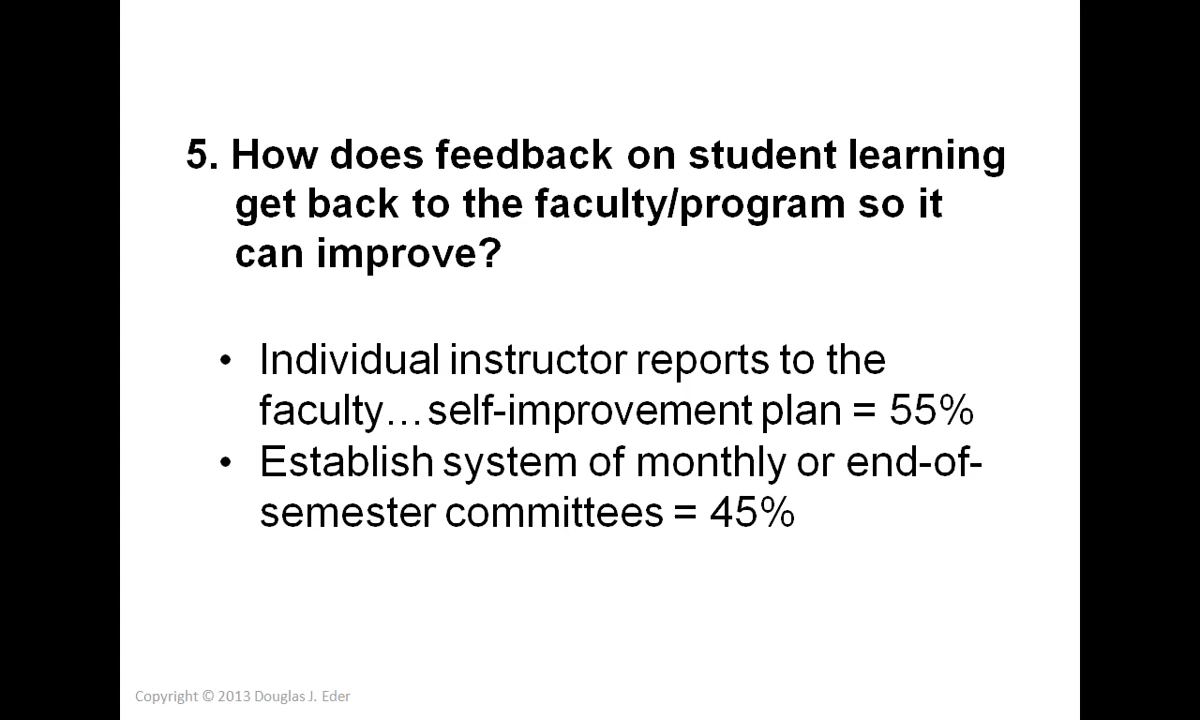 5. How does feedback on student learning
get back to the faculty/program so it
can improve?
• Individual instructor reports to the
faculty…self-improvement plan = 55%
• Establish system of monthly or end-of-
semester committees = 45%
Copyright © 2013 Douglas J. Eder